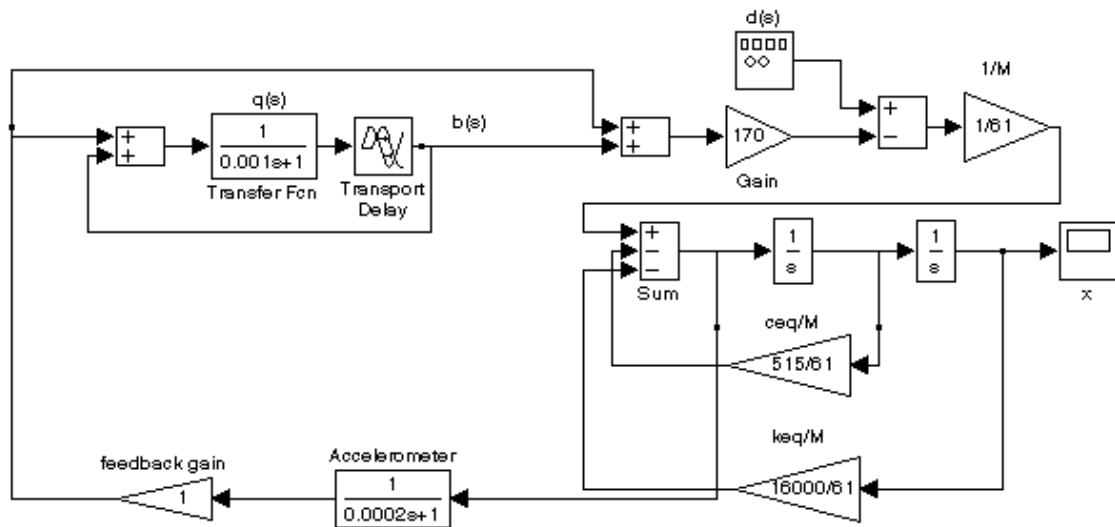 d(s)
1/M
q(s)
b(s)
+
+
1
0.001s+1
Transfer Fcn
Transport
Delay
+
+
170
Gain
+
−
1/61
+
−
−
Sum
1
s
1
s
x
ceq/M
515/61
keq/M
16000/61
feedback gain
1
Accelerometer
1
0.0002s+1